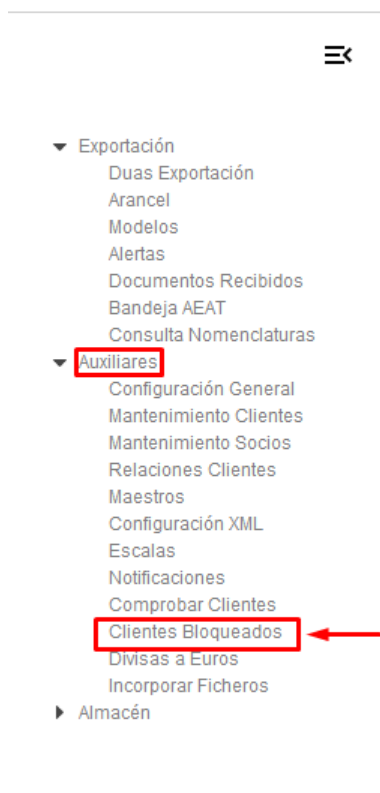 Exportación
Duas Exportación
Arancel
Modelos
Alertas
Documentos Recibidos
Bandeja AEAT
Consulta Nomenclaturas
Auxiliares
Configuración General
Mantenimiento Clientes
Mantenimiento Socios
Relaciones Clientes
Maestros
Configuración XML
Escalas
Notificaciones
Comprobar Clientes
Clientes Bloqueados
Divisas a Euros
Incorporar Ficheros
Almacén